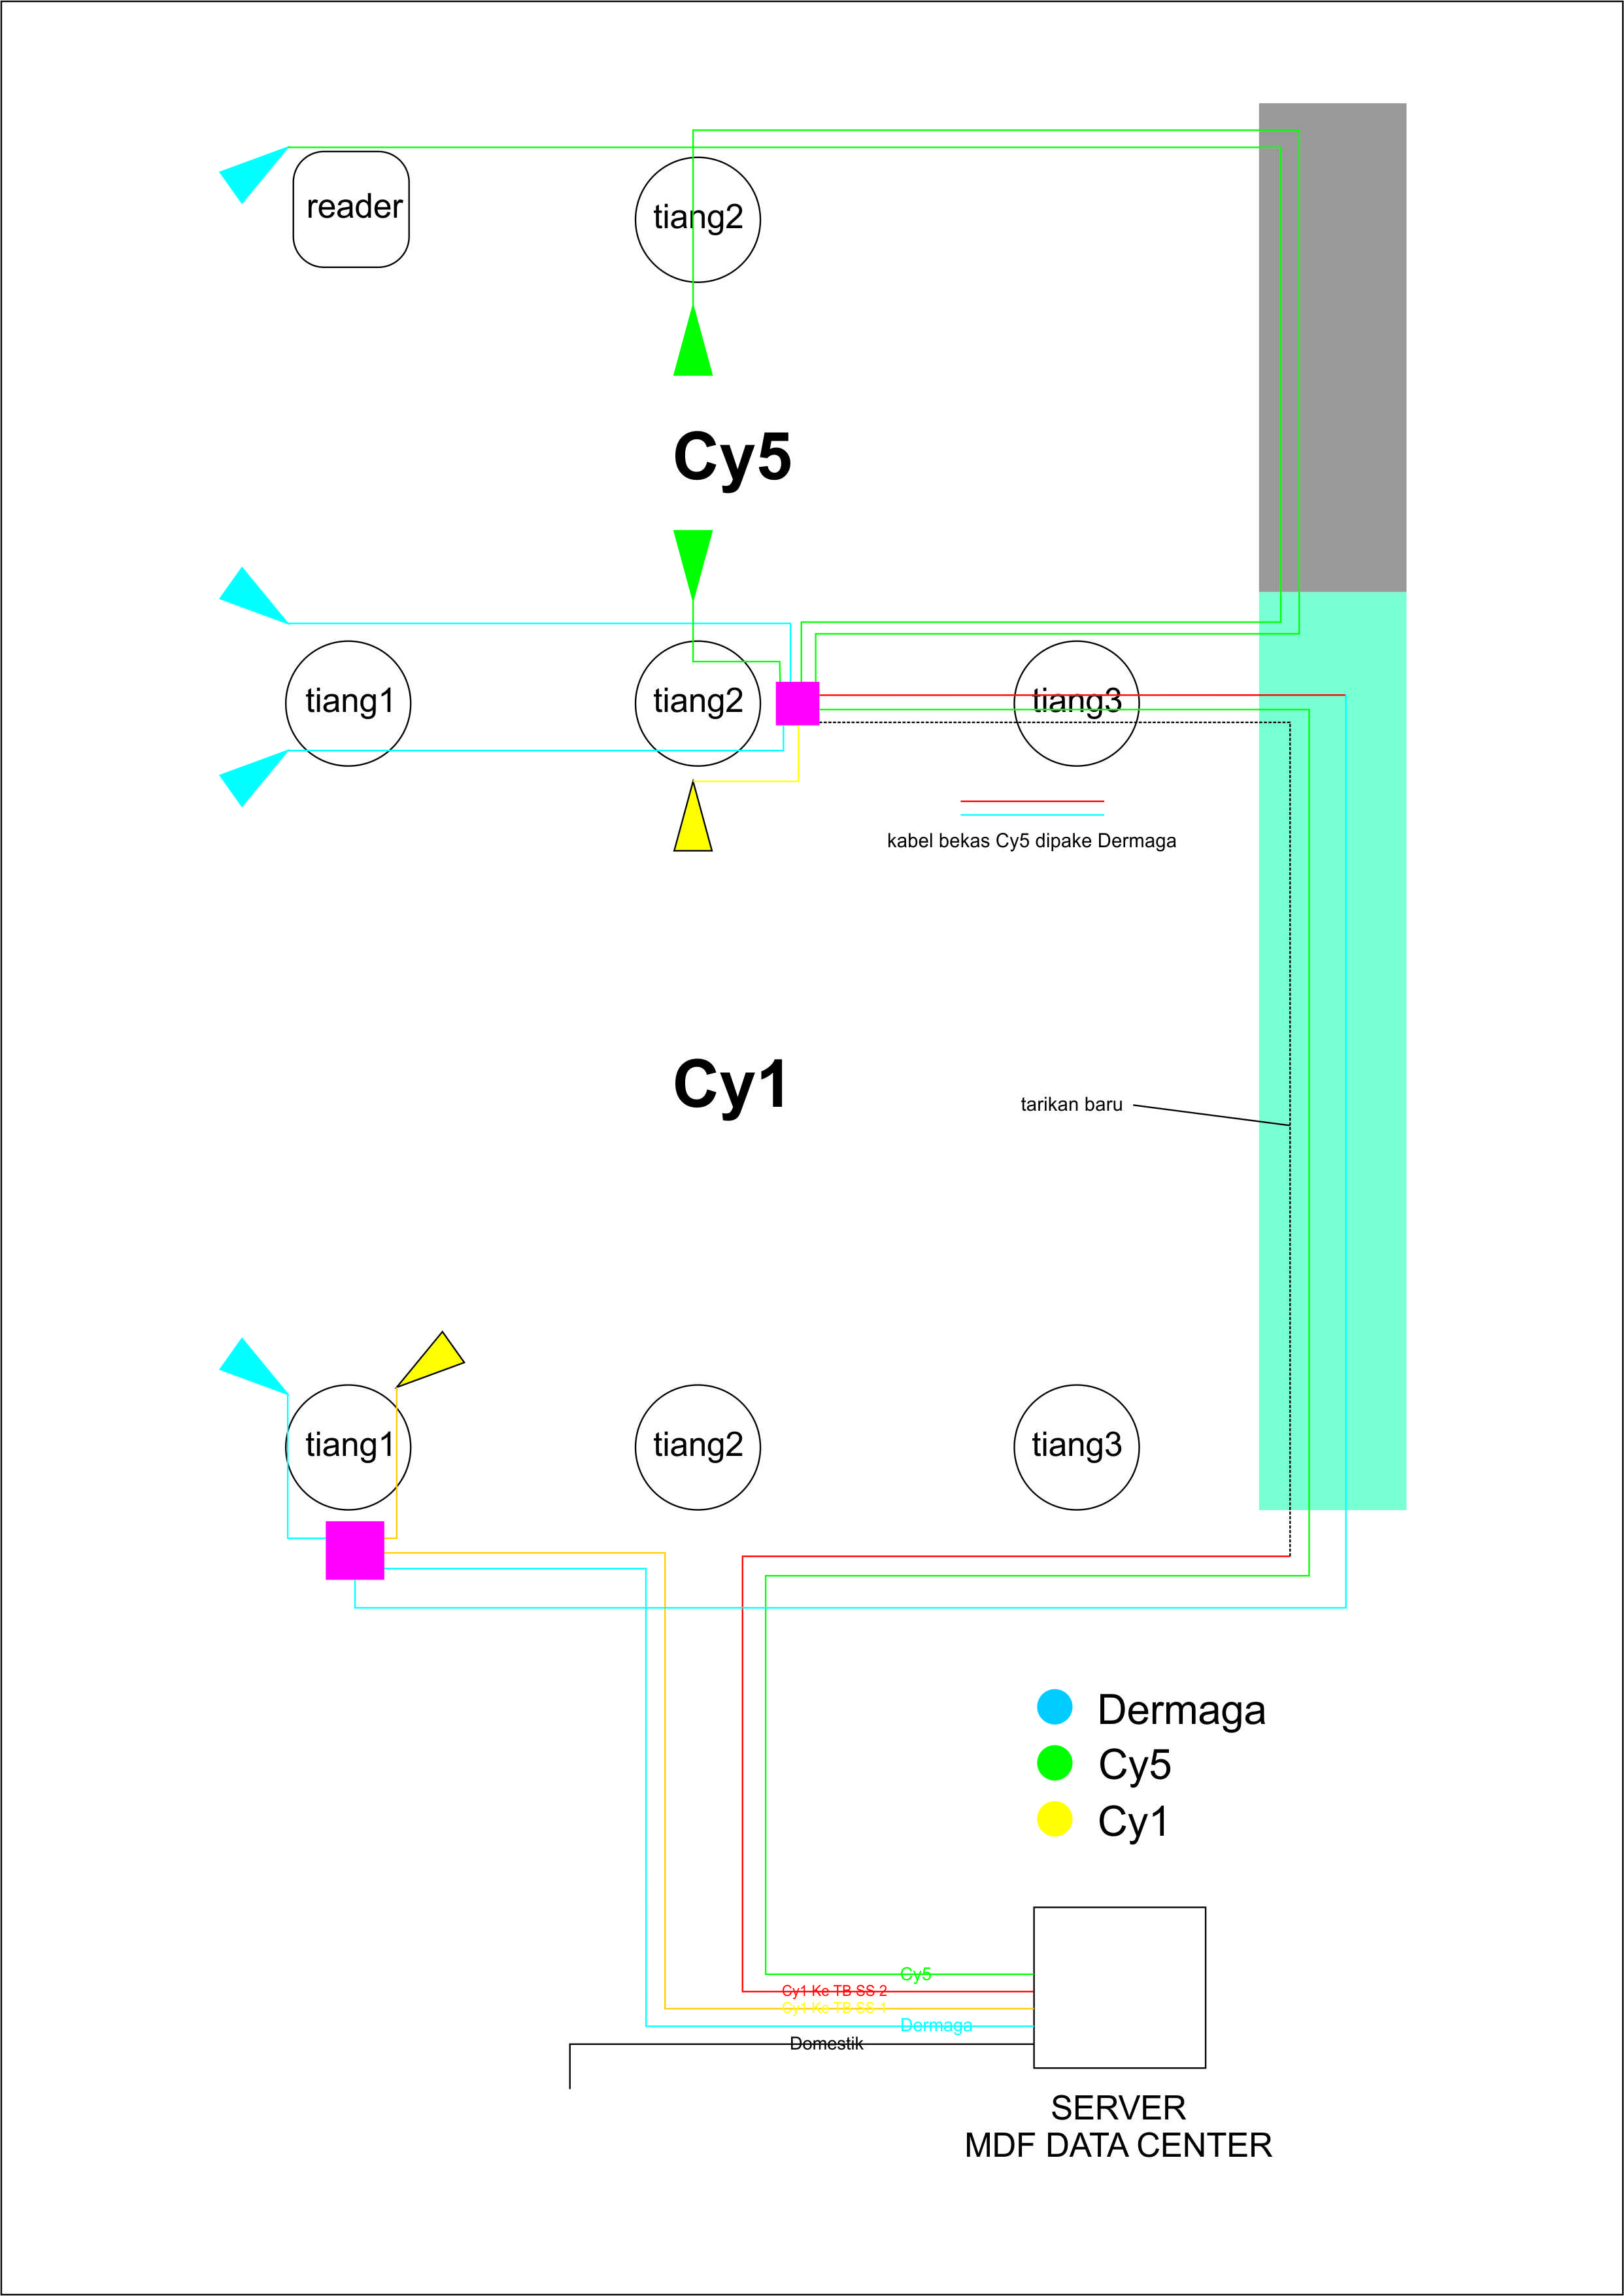 reader
tiang2
Cy5
tiang1
tiang2
tiang3
kabel bekas Cy5 dipake Dermaga
Cy1
tarikan baru
tiang1
tiang2
tiang3
Dermaga
Cy5
Cy1
Cy5
Cy1 Ke TB SS 2
Cy1 Ke TB SS 1
Dermaga
Domestik
SERVER
MDF DATA CENTER